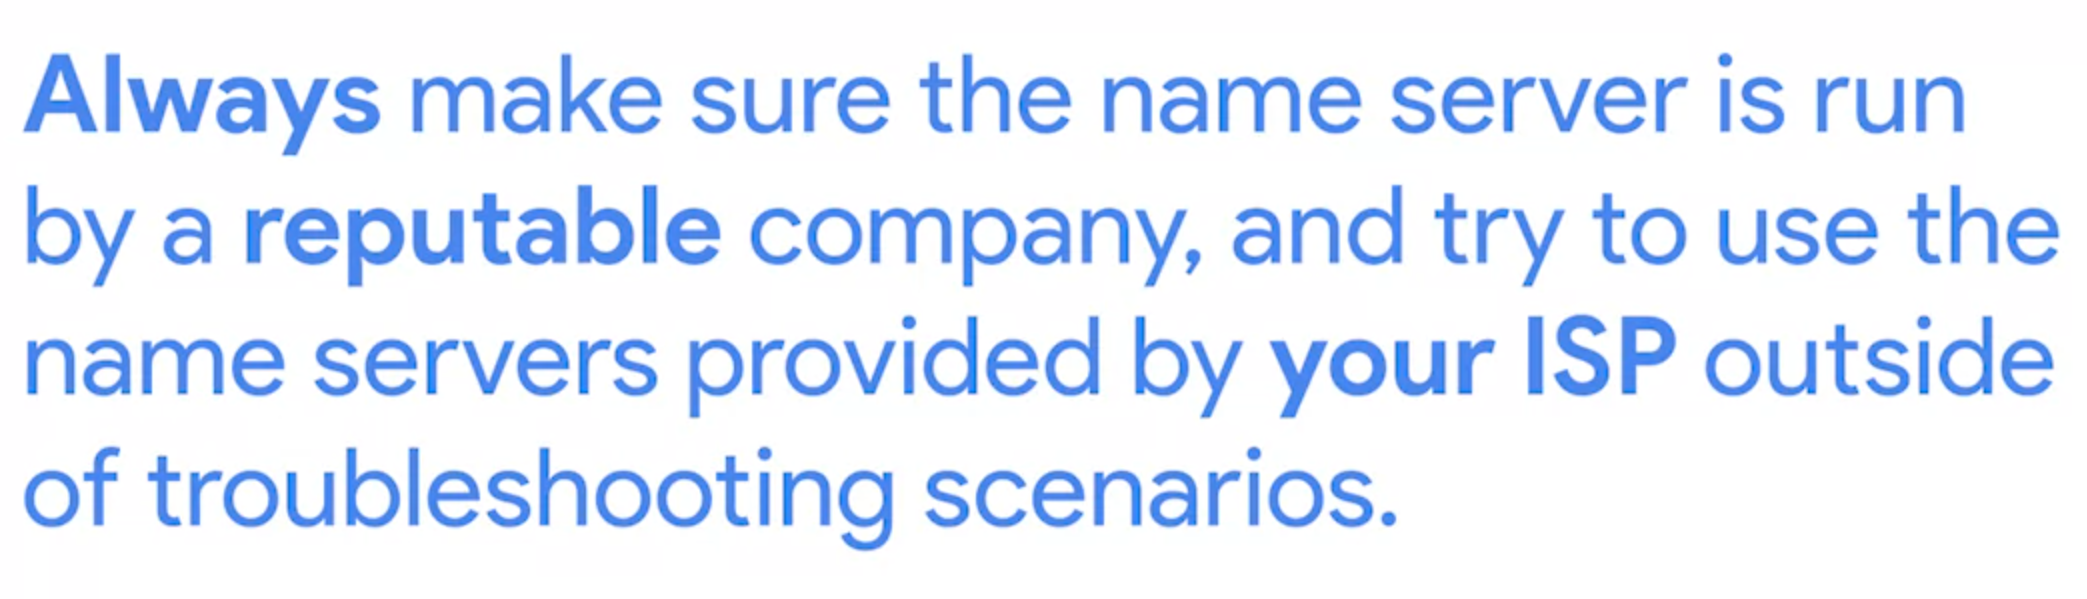 Always make sure the name server is run
by a reputable company, and try to use the
name servers provided by your ISP outside
of troubleshooting scenarios.